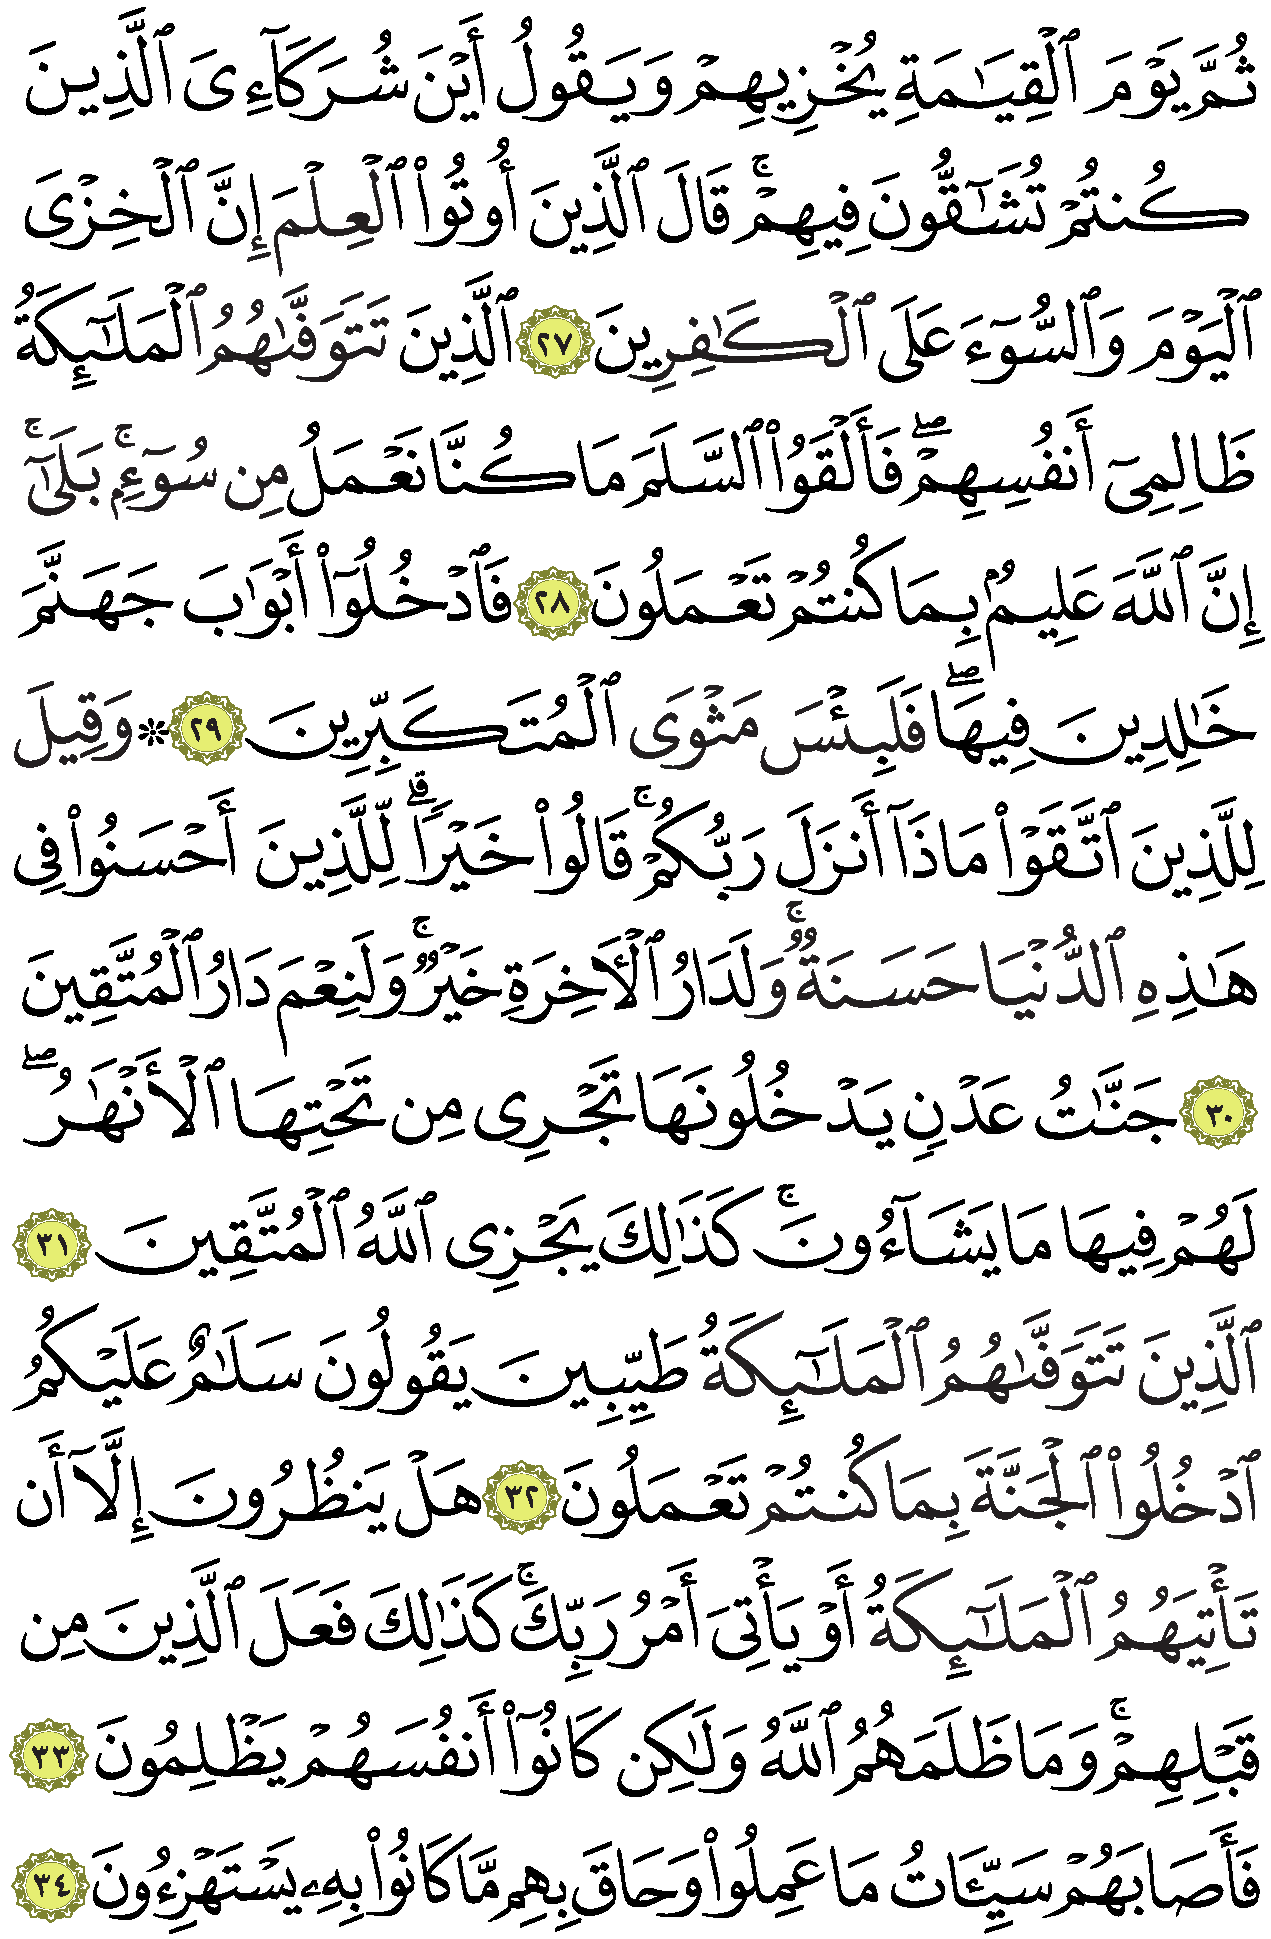 ثُمَّ يَوْمَ ٱلْقِيَـٰمَةِ يُخْزِيهِمْ وَيَقُولُ أَيْنَ شُرَكَآءِىَ ٱلَّذِينَ
كُنتُمْ تُشَـٰٓقُّونَ فِيهِمْ ۚ قَالَ ٱلَّذِينَ أُوتُوا۟ ٱلْعِلْمَ إِنَّ ٱلْخِزْىَ
ٱلْيَوْمَ وَٱلسُّوٓءَ عَلَى ٱلْكَـٰفِرِينَ ٢٧ ٱلَّذِينَ تَتَوَفَّىٰهُمُ ٱلْمَلَـٰٓئِكَةُ
ظَالِمِىٓ أَنفُسِهِمْ ۖ فَأَلْقَوُا۟ ٱلسَّلَمَ مَا كُنَّا نَعْمَلُ مِن سُوٓءٍۭ ۚ بَلَىٰٓ ۚ
إِنَّ ٱللَّهَ عَلِيمٌۢ بِمَا كُنتُمْ تَعْمَلُونَ ٢٨ فَٱدْخُلُوٓا۟ أَبْوَٰبَ جَهَنَّمَ
خَـٰلِدِينَ فِيهَا ۖ فَلَبِئْسَ مَثْوَى ٱلْمُتَكَبِّرِينَ ٢٩ ۞ وَقِيلَ
لِلَّذِينَ ٱتَّقَوْا۟ مَاذَآ أَنزَلَ رَبُّكُمْ ۚ قَالُوا۟ خَيْرًا ۗ لِّلَّذِينَ أَحْسَنُوا۟ فِى
هَـٰذِهِ ٱلدُّنْيَا حَسَنَةٌ ۚ وَلَدَارُ ٱلْـَٔاخِرَةِ خَيْرٌ ۚ وَلَنِعْمَ دَارُ ٱلْمُتَّقِينَ
٣٠ جَنَّـٰتُ عَدْنٍ يَدْخُلُونَهَا تَجْرِى مِن تَحْتِهَا ٱلْأَنْهَـٰرُ ۖ
لَهُمْ فِيهَا مَا يَشَآءُونَ ۚ كَذَٰلِكَ يَجْزِى ٱللَّهُ ٱلْمُتَّقِينَ ٣١
ٱلَّذِينَ تَتَوَفَّىٰهُمُ ٱلْمَلَـٰٓئِكَةُ طَيِّبِينَ يَقُولُونَ سَلَـٰمٌ عَلَيْكُمُ
ٱدْخُلُوا۟ ٱلْجَنَّةَ بِمَا كُنتُمْ تَعْمَلُونَ ٣٢ هَلْ يَنظُرُونَ إِلَّآ أَن
تَأْتِيَهُمُ ٱلْمَلَـٰٓئِكَةُ أَوْ يَأْتِىَ أَمْرُ رَبِّكَ ۚ كَذَٰلِكَ فَعَلَ ٱلَّذِينَ مِن
قَبْلِهِمْ ۚ وَمَا ظَلَمَهُمُ ٱللَّهُ وَلَـٰكِن كَانُوٓا۟ أَنفُسَهُمْ يَظْلِمُونَ ٣٣
فَأَصَابَهُمْ سَيِّـَٔاتُ مَا عَمِلُوا۟ وَحَاقَ بِهِم مَّا كَانُوا۟ بِهِۦ يَسْتَهْزِءُونَ ٣٤